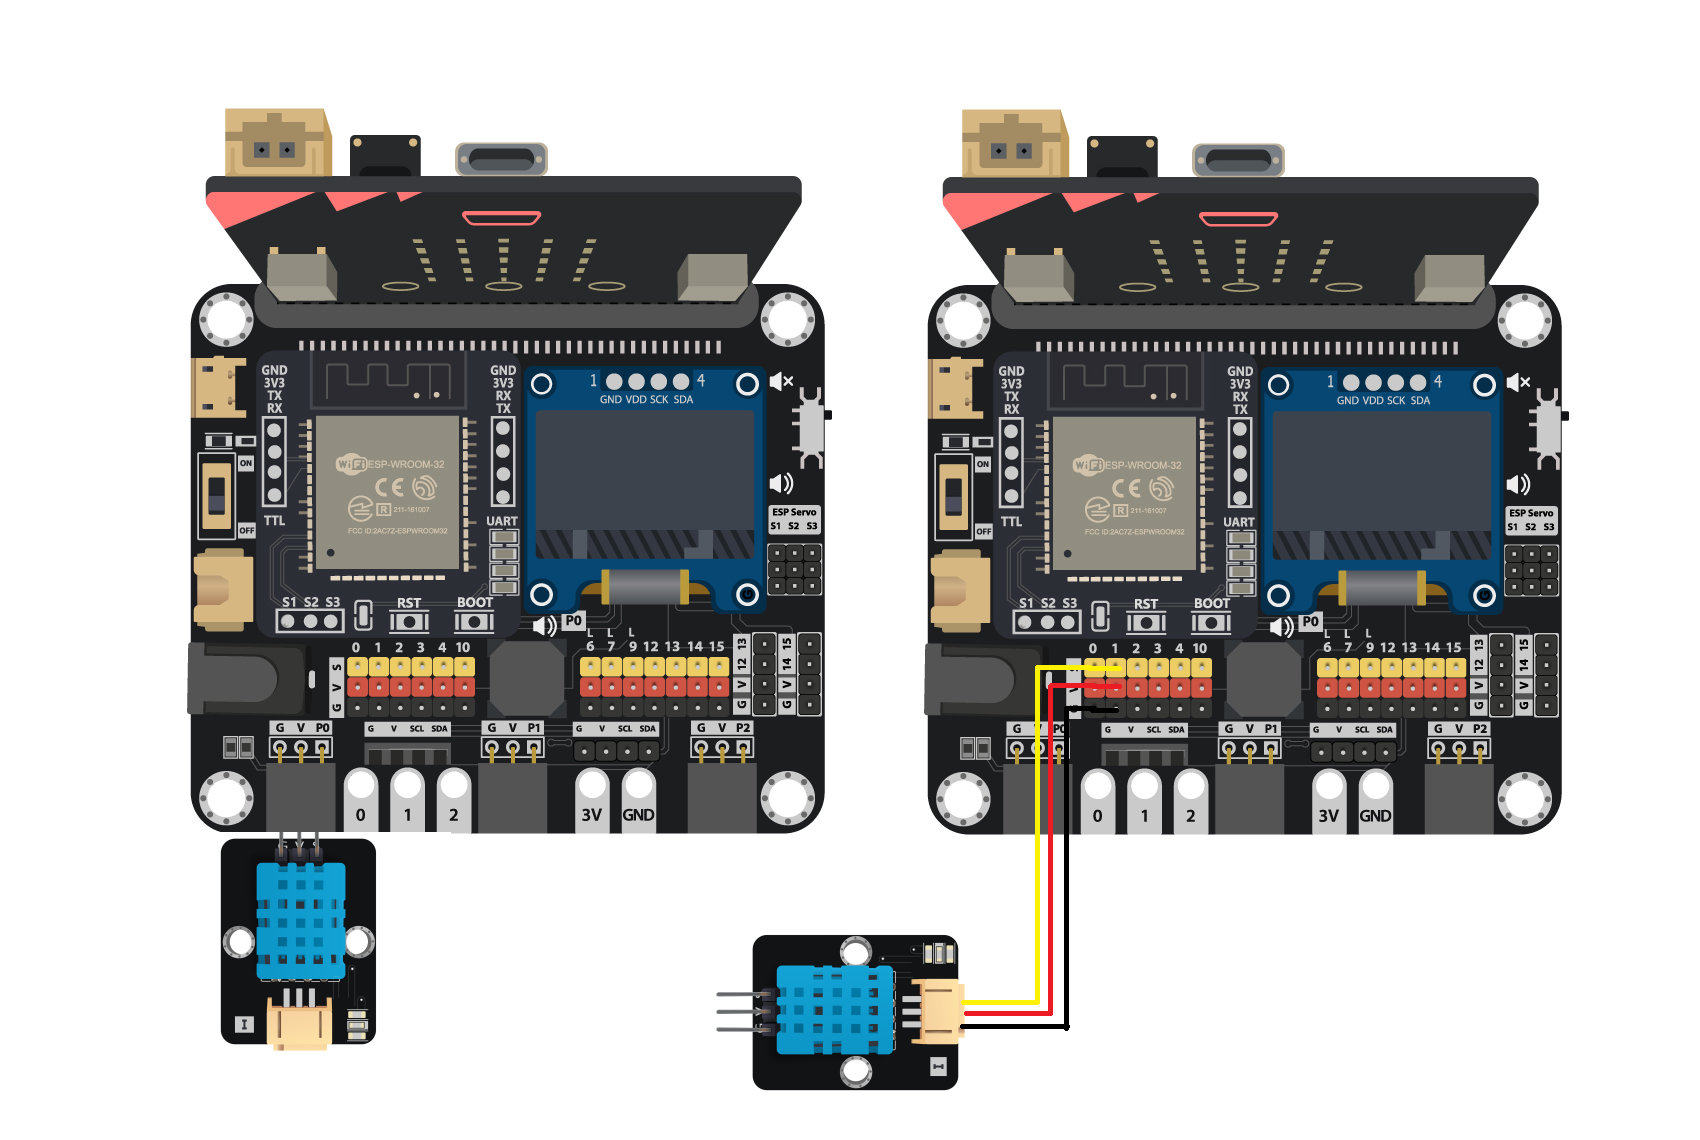 GND
3V3
TX
RX
TTL
GND
3V3
RX
TX
UART
1 4
GND VDD SCK SDA
WiFi ESP-WROOM-32
CE
R 211-161007
FCC ID:2AC7Z-ESPWROOM32
ON
OFF
ESP Servo
S1 S2 S3
S1 S2 S3
RST
BOOT
P0
L L L
0 1 2 3 4 10
6 7 9 12 13 14 15
S
V
G
13
12
V
G
15
14
V
G
G V P0
G V SCL SDA
G V P1
G V SCL SDA
G V P2
0 1 2 3V GND
I
GND
3V3
TX
RX
TTL
GND
3V3
RX
TX
UART
1 4
GND VDD SCK SDA
WiFi ESP-WROOM-32
CE
R 211-161007
FCC ID:2AC7Z-ESPWROOM32
ON
OFF
ESP Servo
S1 S2 S3
S1 S2 S3
RST
BOOT
P0
L L L
0 1 2 3 4 10
6 7 9 12 13 14 15
13
12
V
G
15
14
V
G
G V P0
G V SCL SDA
G V P1
G V SCL SDA
G V P2
0 1 2 3V GND
I